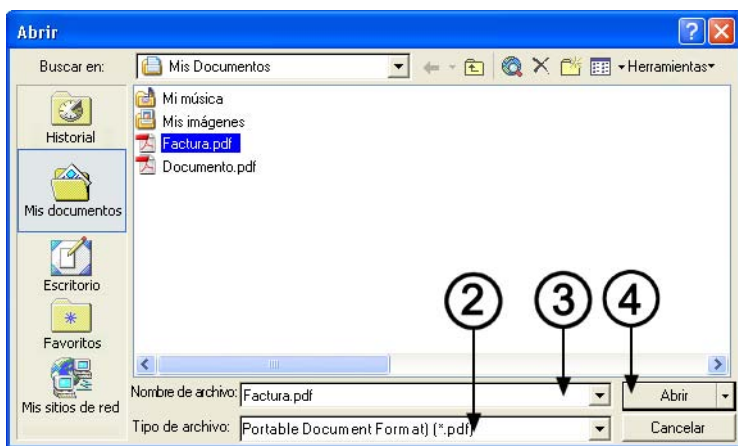 Abrir
Buscar en:
Mis Documentos
Herramientas
Historial
Mis documentos
Escritorio
Favoritos
Mis sitios de red
Mi música
Mis imágenes
Factura.pdf
Documento.pdf
2
3
4
Nombre de archivo: Factura.pdf
Abrir
Tipo de archivo: Portable Document Format) (*.pdf)
Cancelar